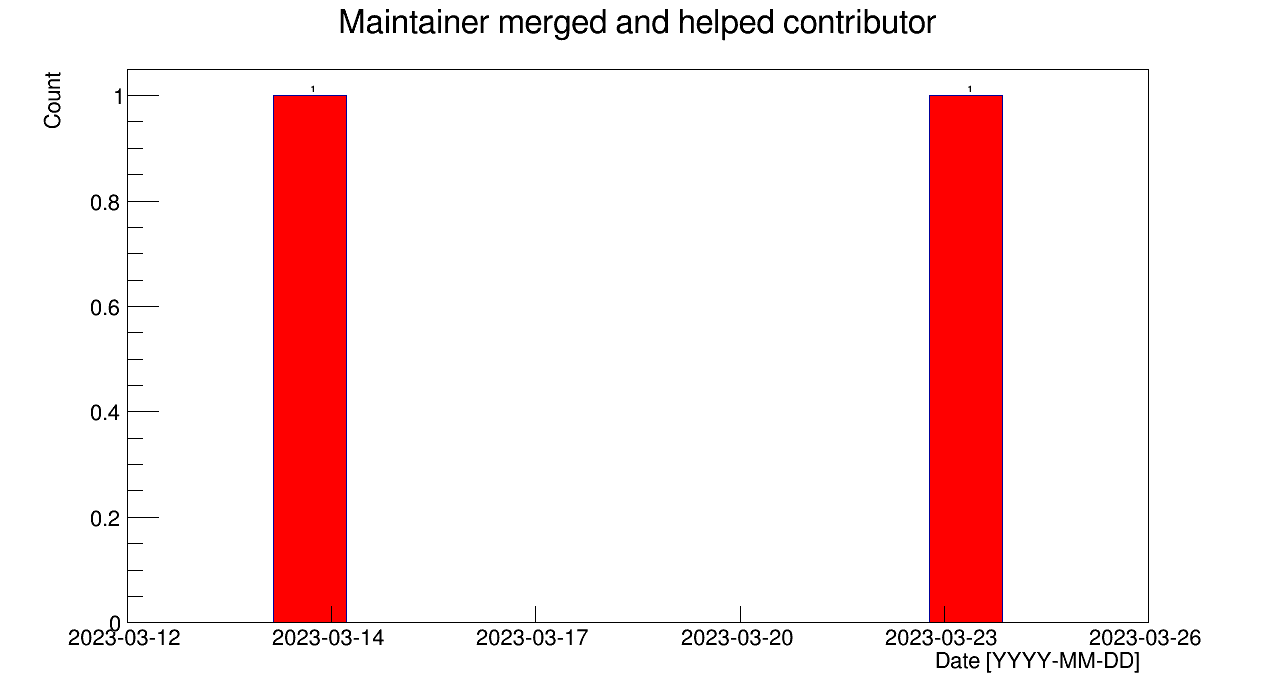 Maintainer merged and helped contributor
Count
1
0.8
0.6
0.4
0.2
0
1
1
2023-03-12 2023-03-14 2023-03-17 2023-03-20 2023-03-23 2023-03-26
Date [YYYY-MM-DD]